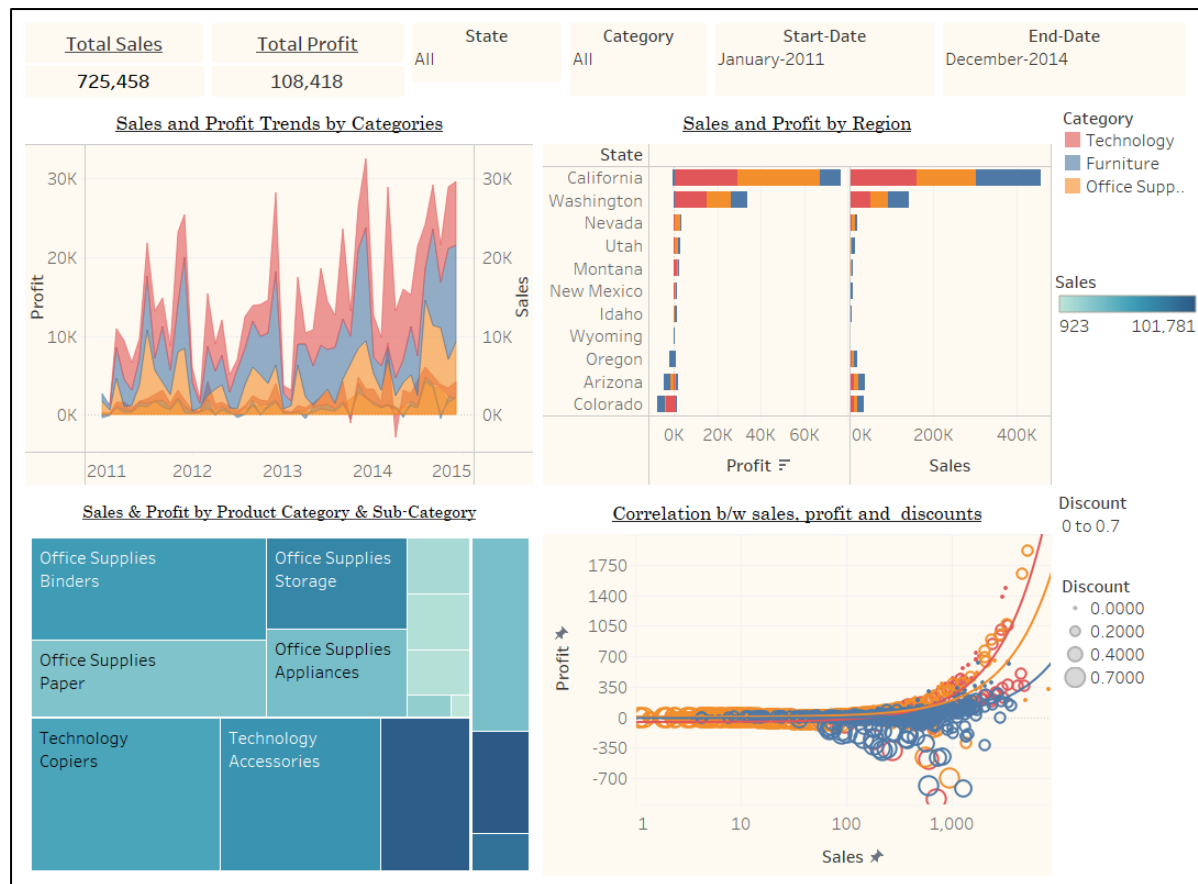 Total Sales
725,458
Total Profit
108,418
State
All
Category
All
Start-Date
January-2011
End-Date
December-2014
Sales and Profit Trends by Categories
30K
20K
10K
0K
Profit
30K
20K
10K
0K
Sales
2011 2012 2013 2014 2015
Sales and Profit by Region
State
California
Washington
Nevada
Utah
Montana
New Mexico
Idaho
Wyoming
Oregon
Arizona
Colorado
0K 20K 40K 60K
Profit
0K 200K 400K
Sales
Category
Technology
Furniture
Office Supp..
Sales
923 101,781
Sales & Profit by Product Category & Sub-Category
Office Supplies
Binders
Office Supplies
Storage
Office Supplies
Paper
Office Supplies
Appliances
Technology
Copiers
Technology
Accessories
Correlation b/w sales, profit and discounts
1750
1400
1050
700
350
0
-350
-700
Profit
1 10 100 1,000
Sales
Discount
0 to 0.7
Discount
0.0000
0.2000
0.4000
0.7000